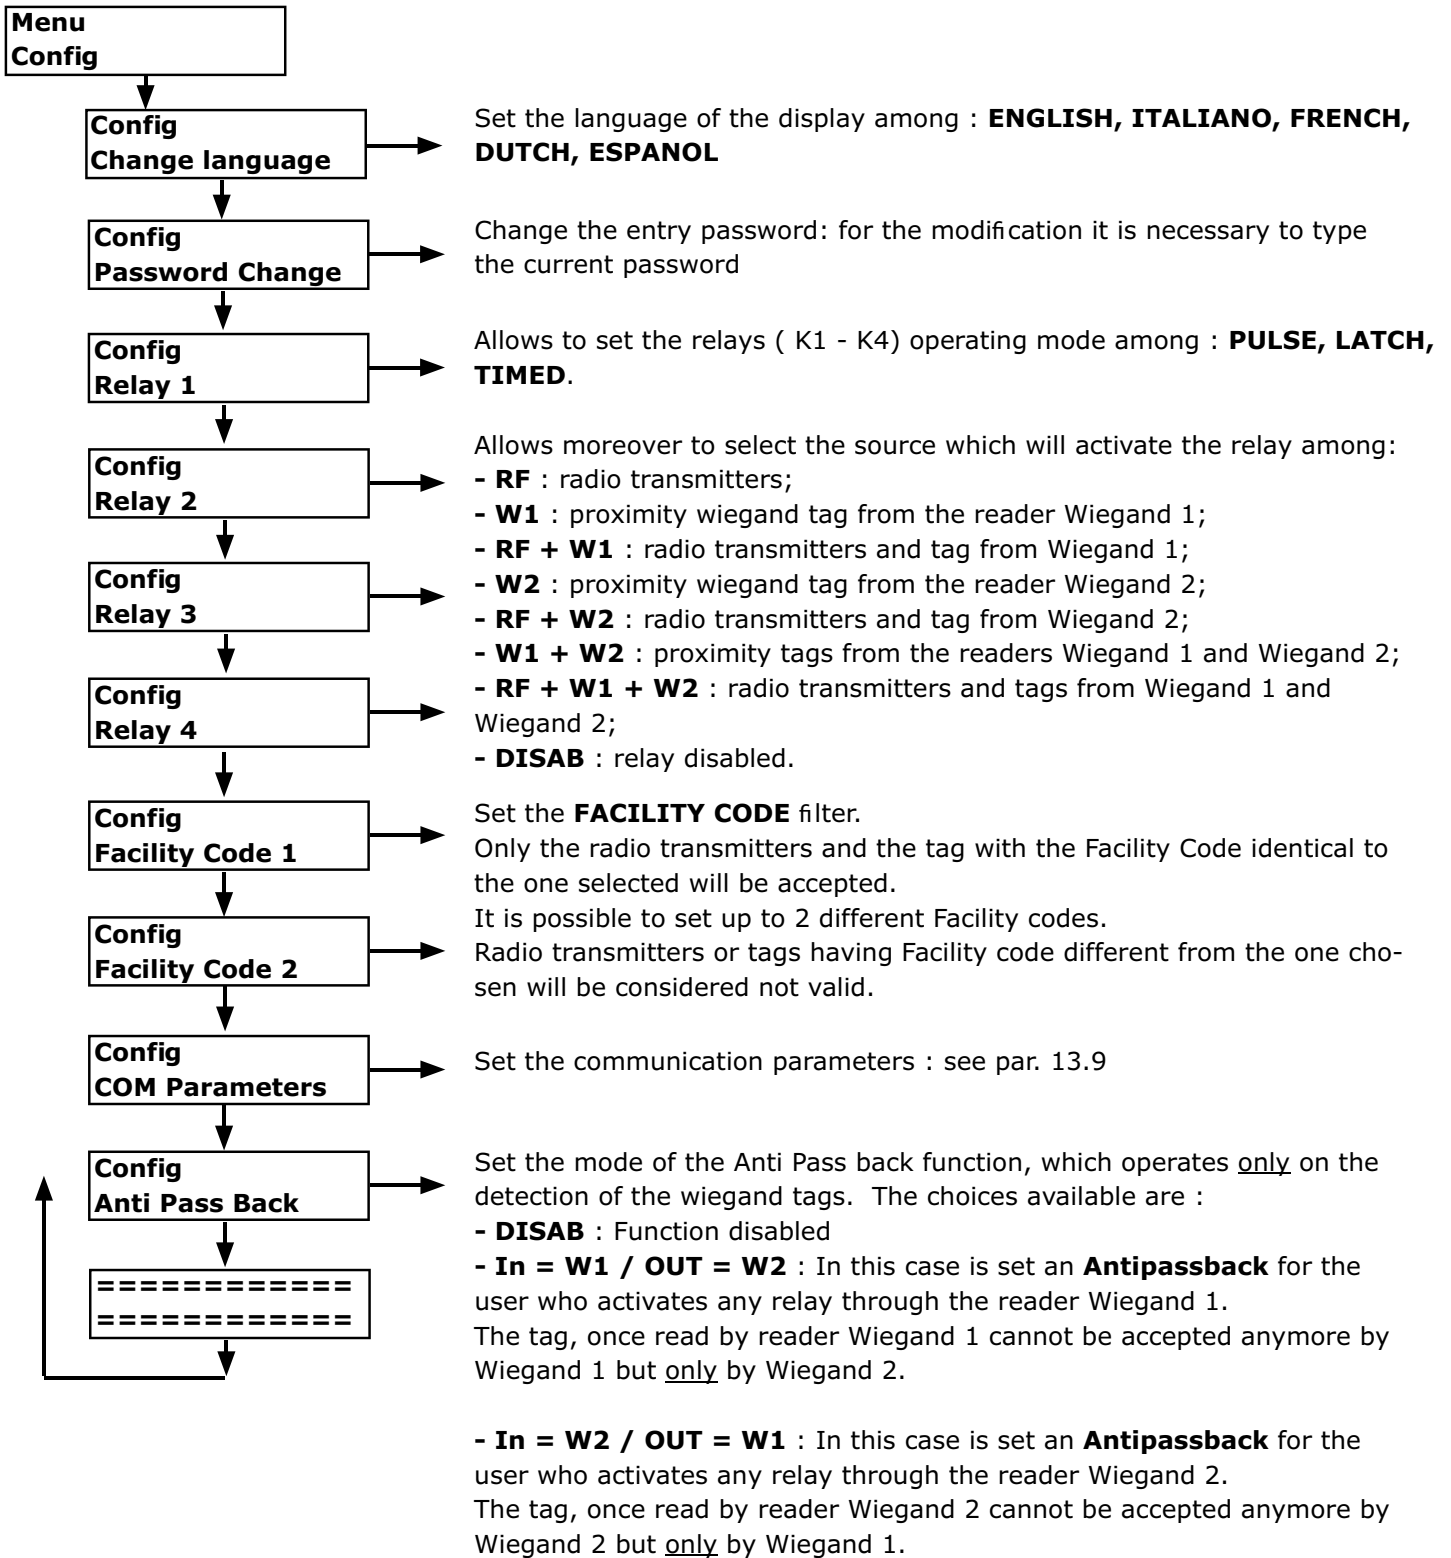 Menu
Config
Config
Change language
Set the language of the display among : ENGLISH, ITALIANO, FRENCH,
DUTCH, ESPANOL
Config
Password Change
Change the entry password: for the modification it is necessary to type
the current password
Config
Relay 1
Allows to set the relays ( K1 - K4) operating mode among : PULSE, LATCH,
TIMED.
Config
Relay 2
Config
Relay 3
Config
Relay 4
Allows moreover to select the source which will activate the relay among:
- RF : radio transmitters;
- W1 : proximity wiegand tag from the reader Wiegand 1;
- RF + W1 : radio transmitters and tag from Wiegand 1;
- W2 : proximity wiegand tag from the reader Wiegand 2;
- RF + W2 : radio transmitters and tag from Wiegand 2;
- W1 + W2 : proximity tags from the readers Wiegand 1 and Wiegand 2;
- RF + W1 + W2 : radio transmitters and tags from Wiegand 1 and
Wiegand 2;
- DISAB : relay disabled.
Config
Facility Code 1
Config
Facility Code 2
Set the FACILITY CODE filter.
Only the radio transmitters and the tag with the Facility Code identical to
the one selected will be accepted.
It is possible to set up to 2 different Facility codes.
Radio transmitters or tags having Facility code different from the one cho-
sen will be considered not valid.
Config
COM Parameters
Set the communication parameters : see par. 13.9
Config
Anti Pass Back
============
============
Set the mode of the Anti Pass back function, which operates only on the
detection of the wiegand tags.  The choices available are :
- DISAB : Function disabled
- In = W1 / OUT = W2 : In this case is set an Antipassback for the
user who activates any relay through the reader Wiegand 1.
The tag, once read by reader Wiegand 1 cannot be accepted anymore by
Wiegand 1 but only by Wiegand 2.
- In = W2 / OUT = W1 : In this case is set an Antipassback for the
user who activates any relay through the reader Wiegand 2.
The tag, once read by reader Wiegand 2 cannot be accepted anymore by
Wiegand 2 but only by Wiegand 1.